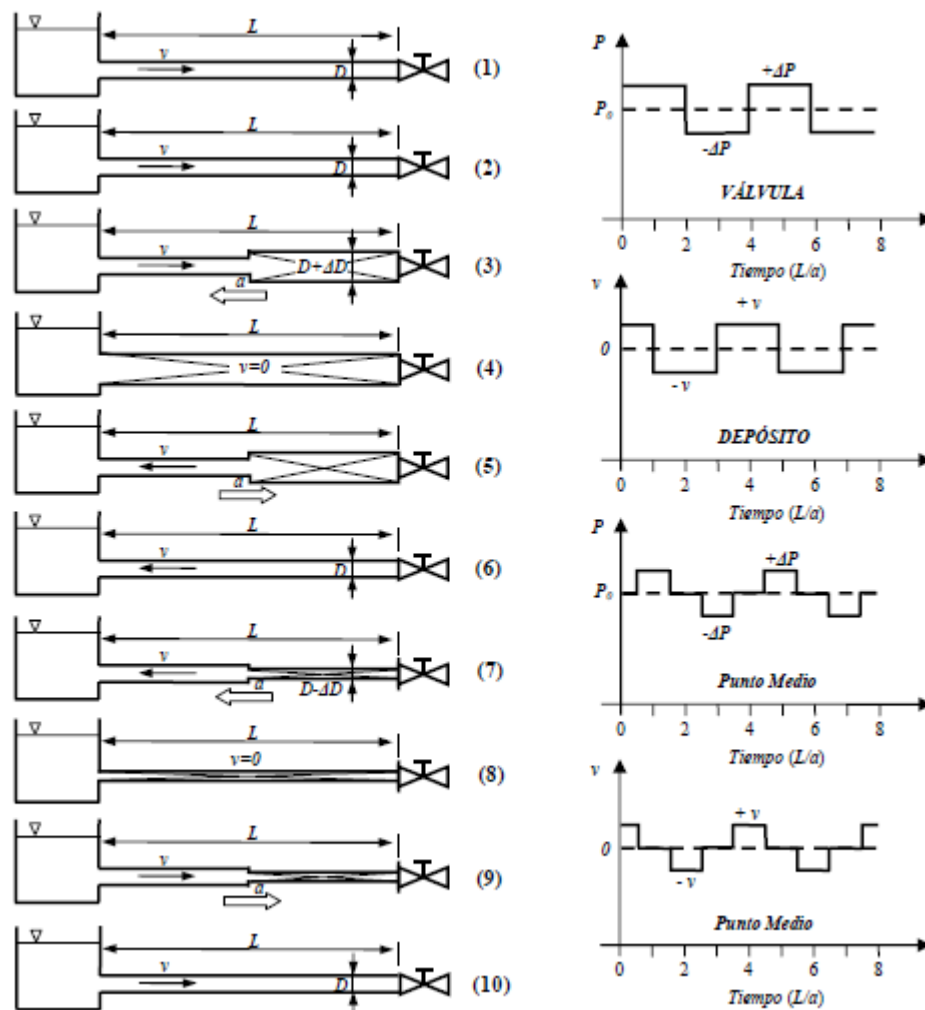 L
v
D
(1)
L
v
D
(2)
L
v
D+ΔD
a
(3)
L
v=0
(4)
L
v
a
(5)
L
v
D
(6)
L
v
a
D-ΔD
(7)
L
v=0
(8)
L
v
a
(9)
L
v
D
(10)
P
+ΔP
P₀
-ΔP
VÁLVULA
0 2 4 6 8
Tiempo (L/a)
v
+ v
0
- v
DEPÓSITO
0 2 4 6 8
Tiempo (L/a)
P
+ΔP
P₀
-ΔP
Punto Medio
0 2 4 6 8
Tiempo (L/a)
v
+ v
0
- v
Punto Medio
0 2 4 6 8
Tiempo (L/a)